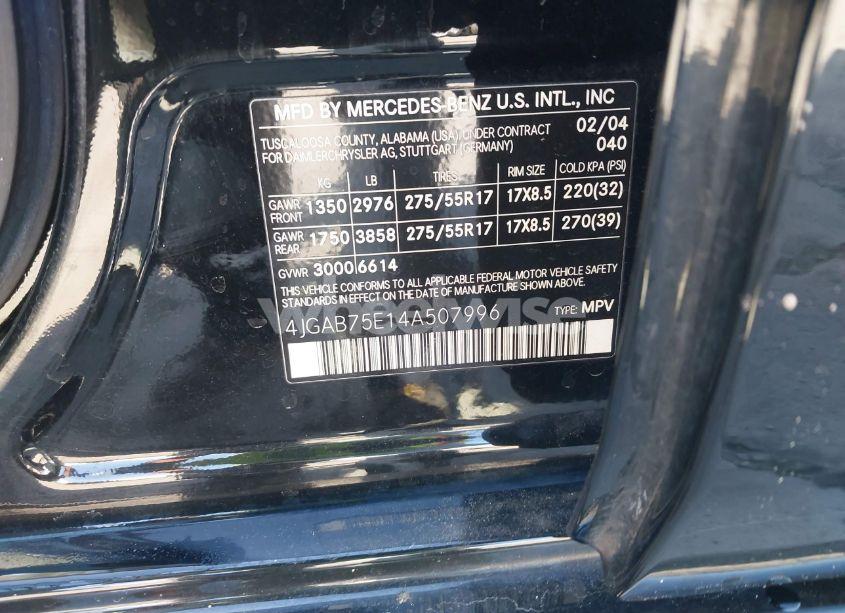 MFD BY MERCEDES-BENZ U.S. INTL., INC
TUSCALOOSA COUNTY, ALABAMA (USA) UNDER CONTRACT 02/04
FOR DAIMLERCHRYSLER AG, STUTTGART (GERMANY) 040
KG LB TIRES RIM SIZE COLD KPA (PSI)
GAWR FRONT 1350 2976 275/55R17 17X8.5 220(32)
GAWR REAR 1750 3858 275/55R17 17X8.5 270(39)
GVWR 3000 6614
THIS VEHICLE CONFORMS TO ALL APPLICABLE FEDERAL MOTOR VEHICLE SAFETY
STANDARDS IN EFFECT ON THE DATE OF MANUFACTURE SHOWN ABOVE.
4JGAB75E14A507996 TYPE: MPV